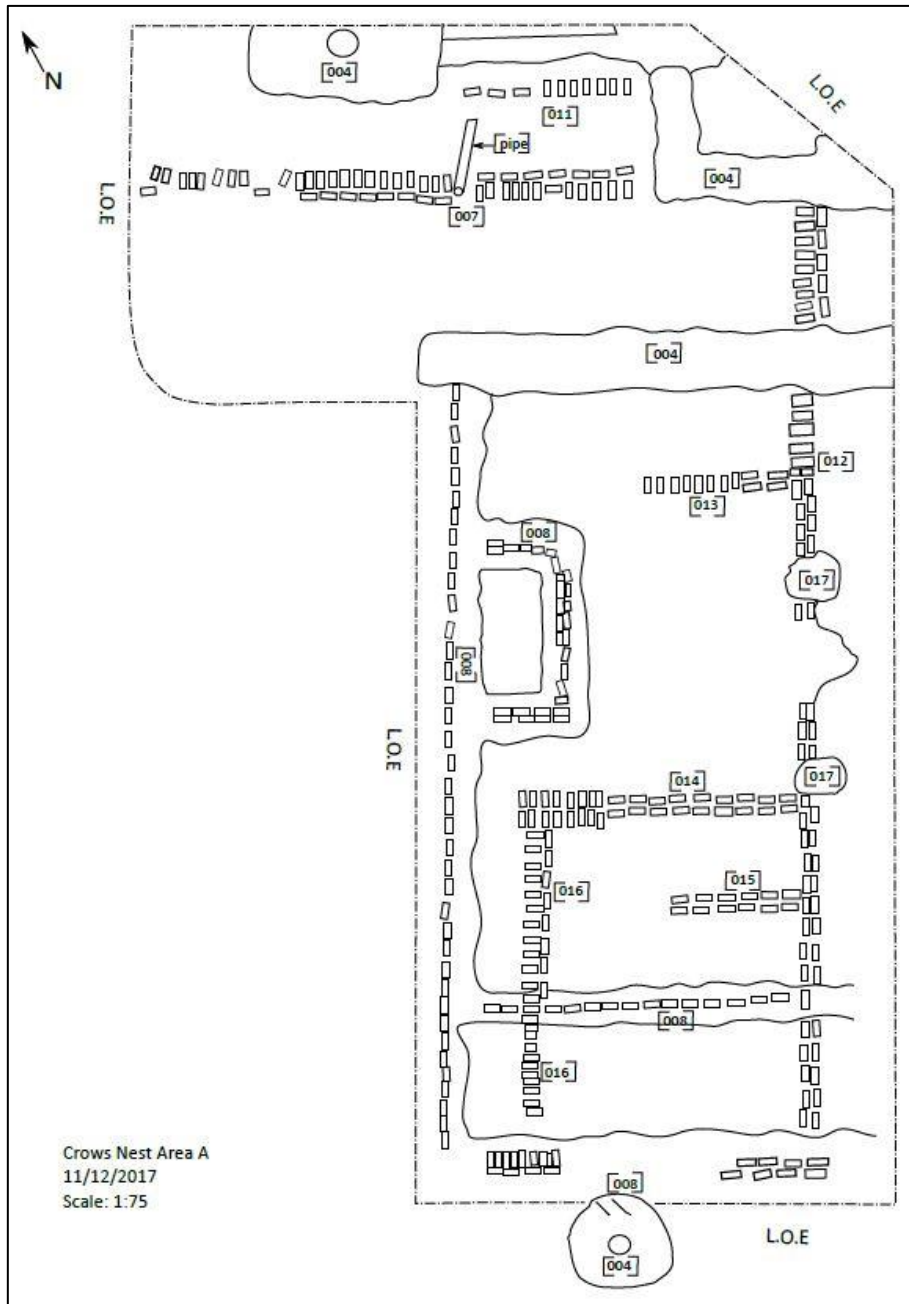 N
[004]
L.O.E
[011]
[pipe]
[004]
L.O.E
[007]
[004]
[012]
[013]
[008]
[017]
[008]
L.O.E
[017]
[014]
[015]
[016]
[008]
[016]
Crows Nest Area A
11/12/2017
Scale: 1:75
[008]
L.O.E
[004]